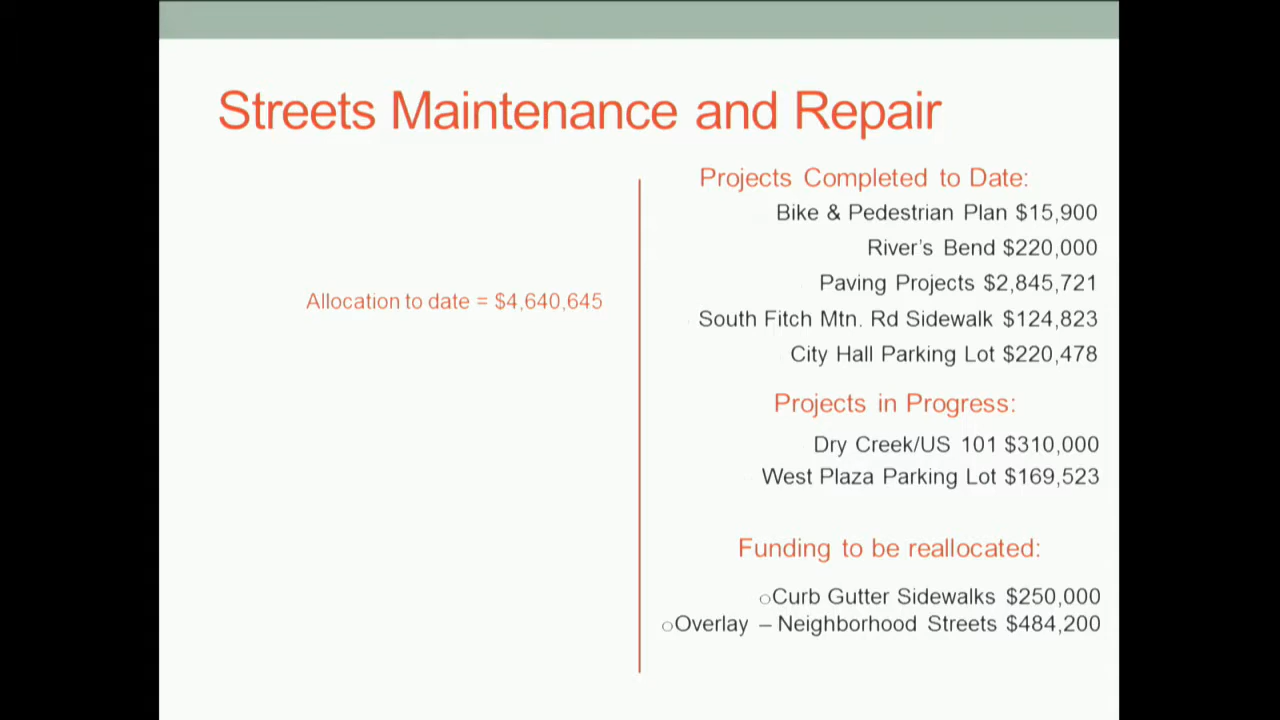 Streets Maintenance and Repair
Allocation to date = $4,640,645
Projects Completed to Date:
Bike & Pedestrian Plan $15,900
River's Bend $220,000
Paving Projects $2,845,721
South Fitch Mtn. Rd Sidewalk $124,823
City Hall Parking Lot $220,478
Projects in Progress:
Dry Creek/US 101 $310,000
West Plaza Parking Lot $169,523
Funding to be reallocated:
○Curb Gutter Sidewalks $250,000
○Overlay – Neighborhood Streets $484,200